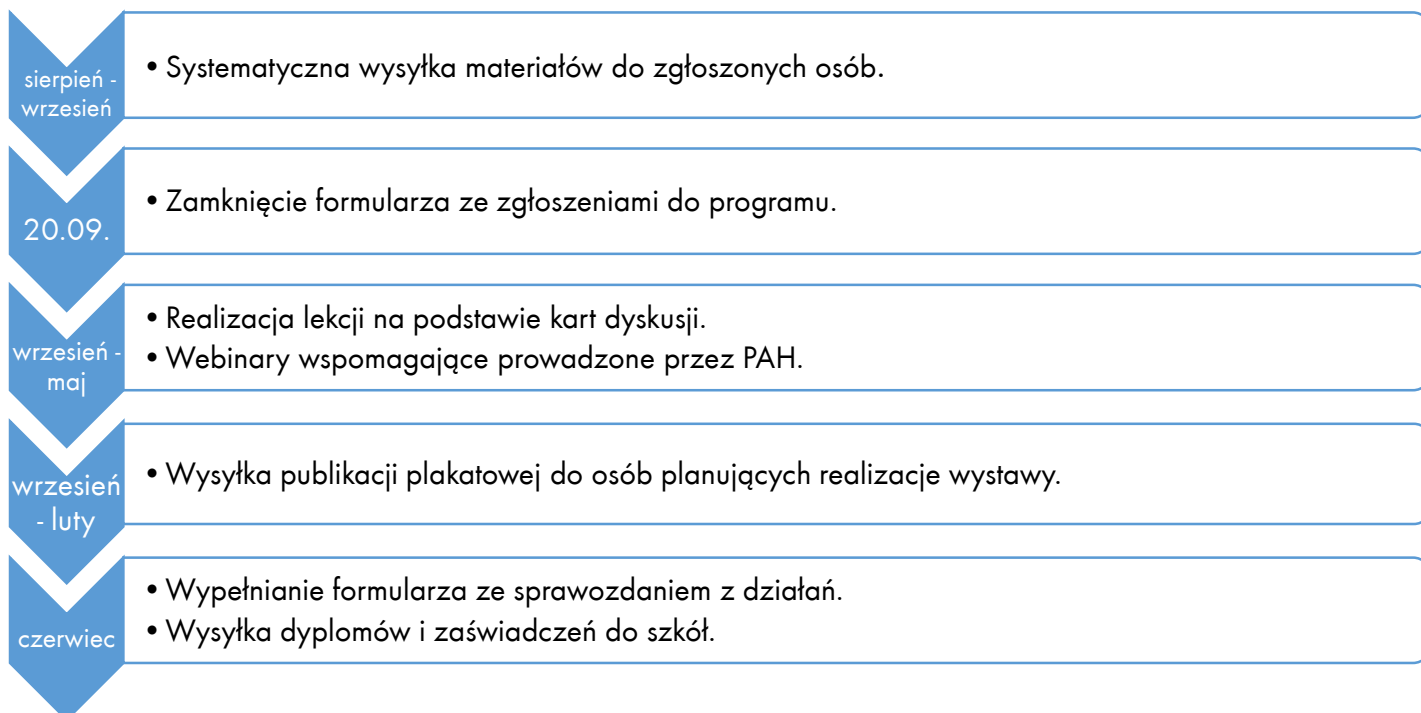 sierpień -
wrzesień
• Systematyczna wysyłka materiałów do zgłoszonych osób.
20.09.
• Zamknięcie formularza ze zgłoszeniami do programu.
wrzesień -
maj
• Realizacja lekcji na podstawie kart dyskusji.
• Webinary wspomagające prowadzone przez PAH.
wrzesień
- luty
• Wysyłka publikacji plakatowej do osób planujących realizacje wystawy.
czerwiec
• Wypełnianie formularza ze sprawozdaniem z działań.
• Wysyłka dyplomów i zaświadczeń do szkół.